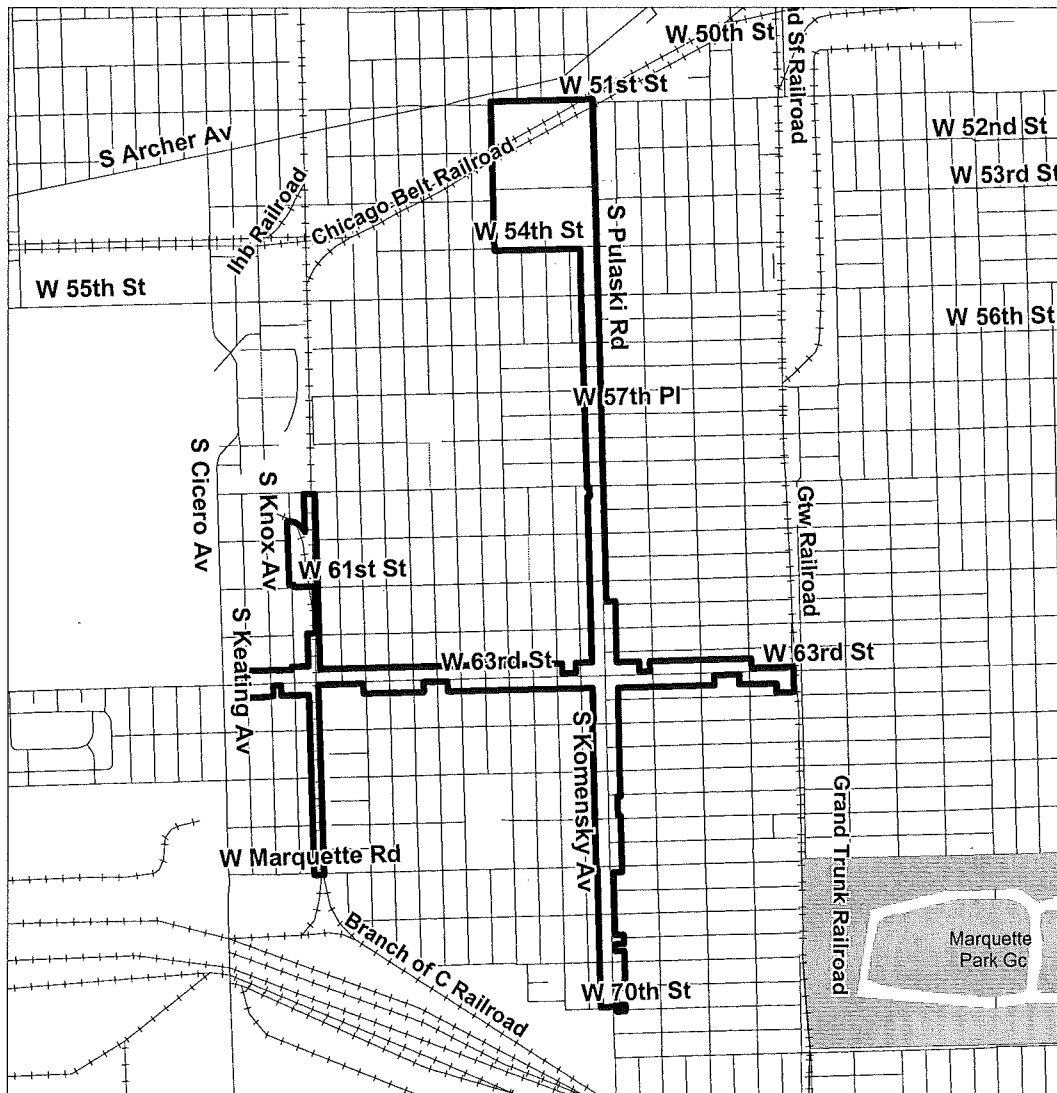 W 50th St
nd Sf Railroad
W 51st St
S Archer Av
W 52nd St
W 53rd St
Chicago Belt Railroad
Ihb Railroad
W 54th St
S Pulaski Rd
W 55th St
W 56th St
W 57th Pl
S Cicero Av
S Knox Av
Gtw Railroad
W 61st St
S Keating Av
W 63rd St
W 63rd St
S Komensky Av
Grand Trunk Railroad
W Marquette Rd
Branch of C Railroad
Marquette
Park Gc
W 70th St